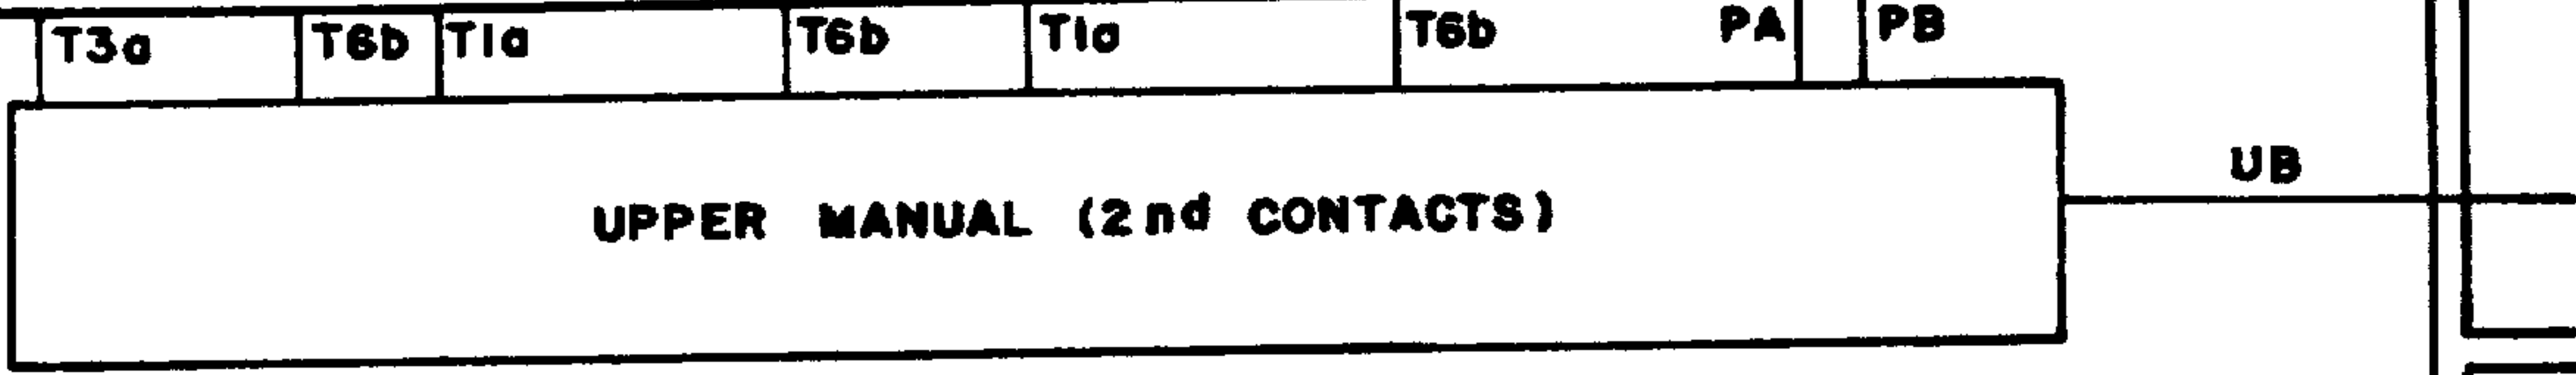 T3a T6b T1a T6b T1a T6b PA PB
UB
UPPER MANUAL (2nd CONTACTS)